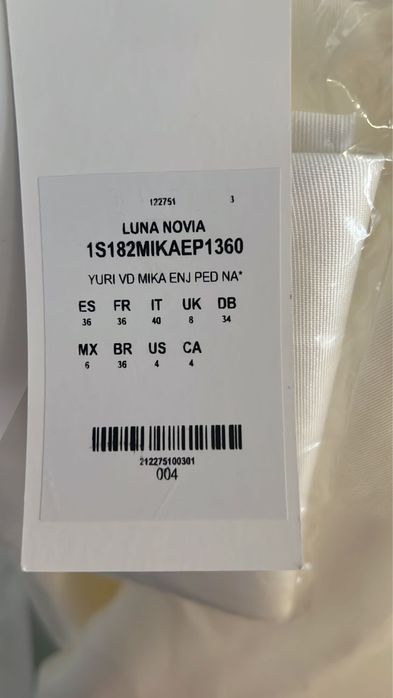 122751 3
LUNA NOVIA
1S182MIKAEP1360
YURI VD MIKA ENJ PED NA*
ES FR IT UK DB
36 36 40 8 34
MX BR US CA
6 36 4 4
212275100301
004